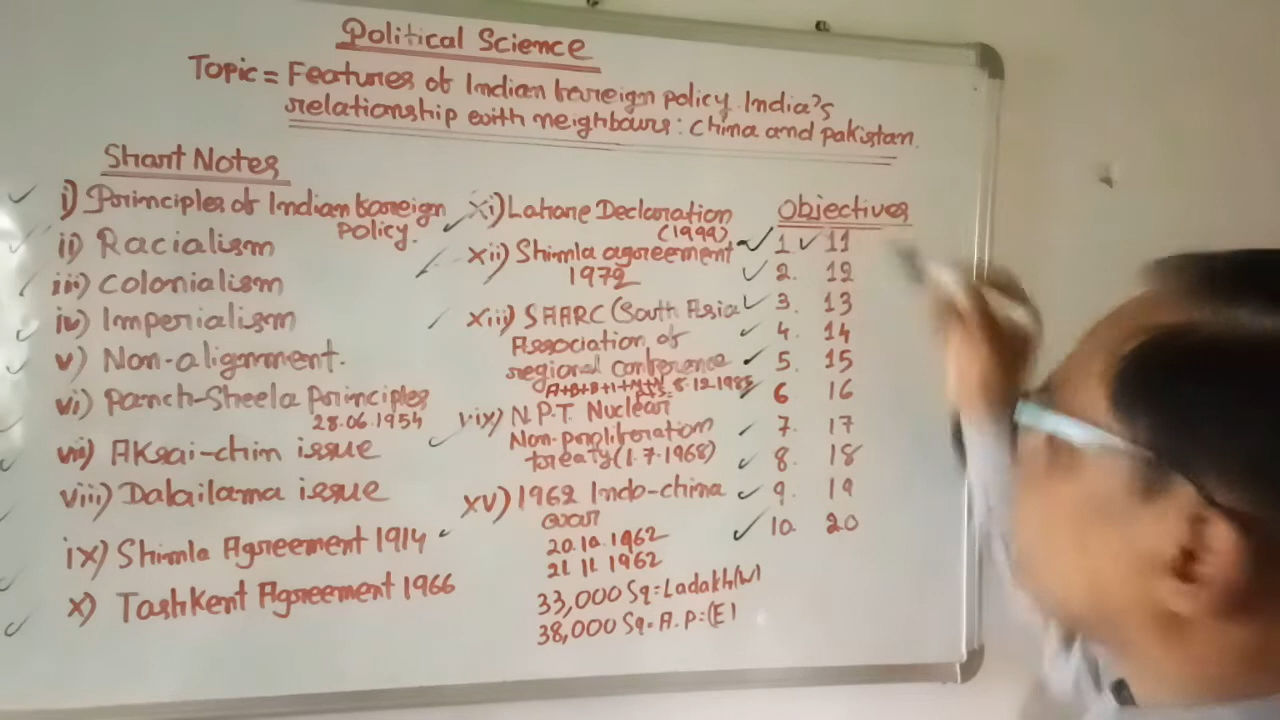 Political Science
Topic = Features of Indian foreign policy. India's
relationship with neighbours: china and pakistan.
Short Notes
i) Principles of Indian foreign
policy.
ii) Racialism
iii) Colonialism
iv) Imperialism
v) Non-alignment.
vi) Panch-Sheela Principles
28.06.1954
vii) Aksai-chin issue
viii) Dalailama issue
ix) Shimla Agreement 1914
x) Tashkent Agreement 1966
xi) Lahore Declaration
(1999)
xii) Shimla agreement
1972
xiii) SAARC (South Asia
Association of
regional conference
8.12.1985
vix) N.P.T. Nuclear
Non-proliferation
treaty (1.7.1968)
xv) 1962 Indo-china
war
20.10.1962
21.11.1962
33,000 Sq = Ladakh (W)
38,000 Sq = A.P = (E)
Objectives
1 11
2. 12
3. 13
4. 14
5. 15
6 16
7. 17
8. 18
9. 19
10. 20